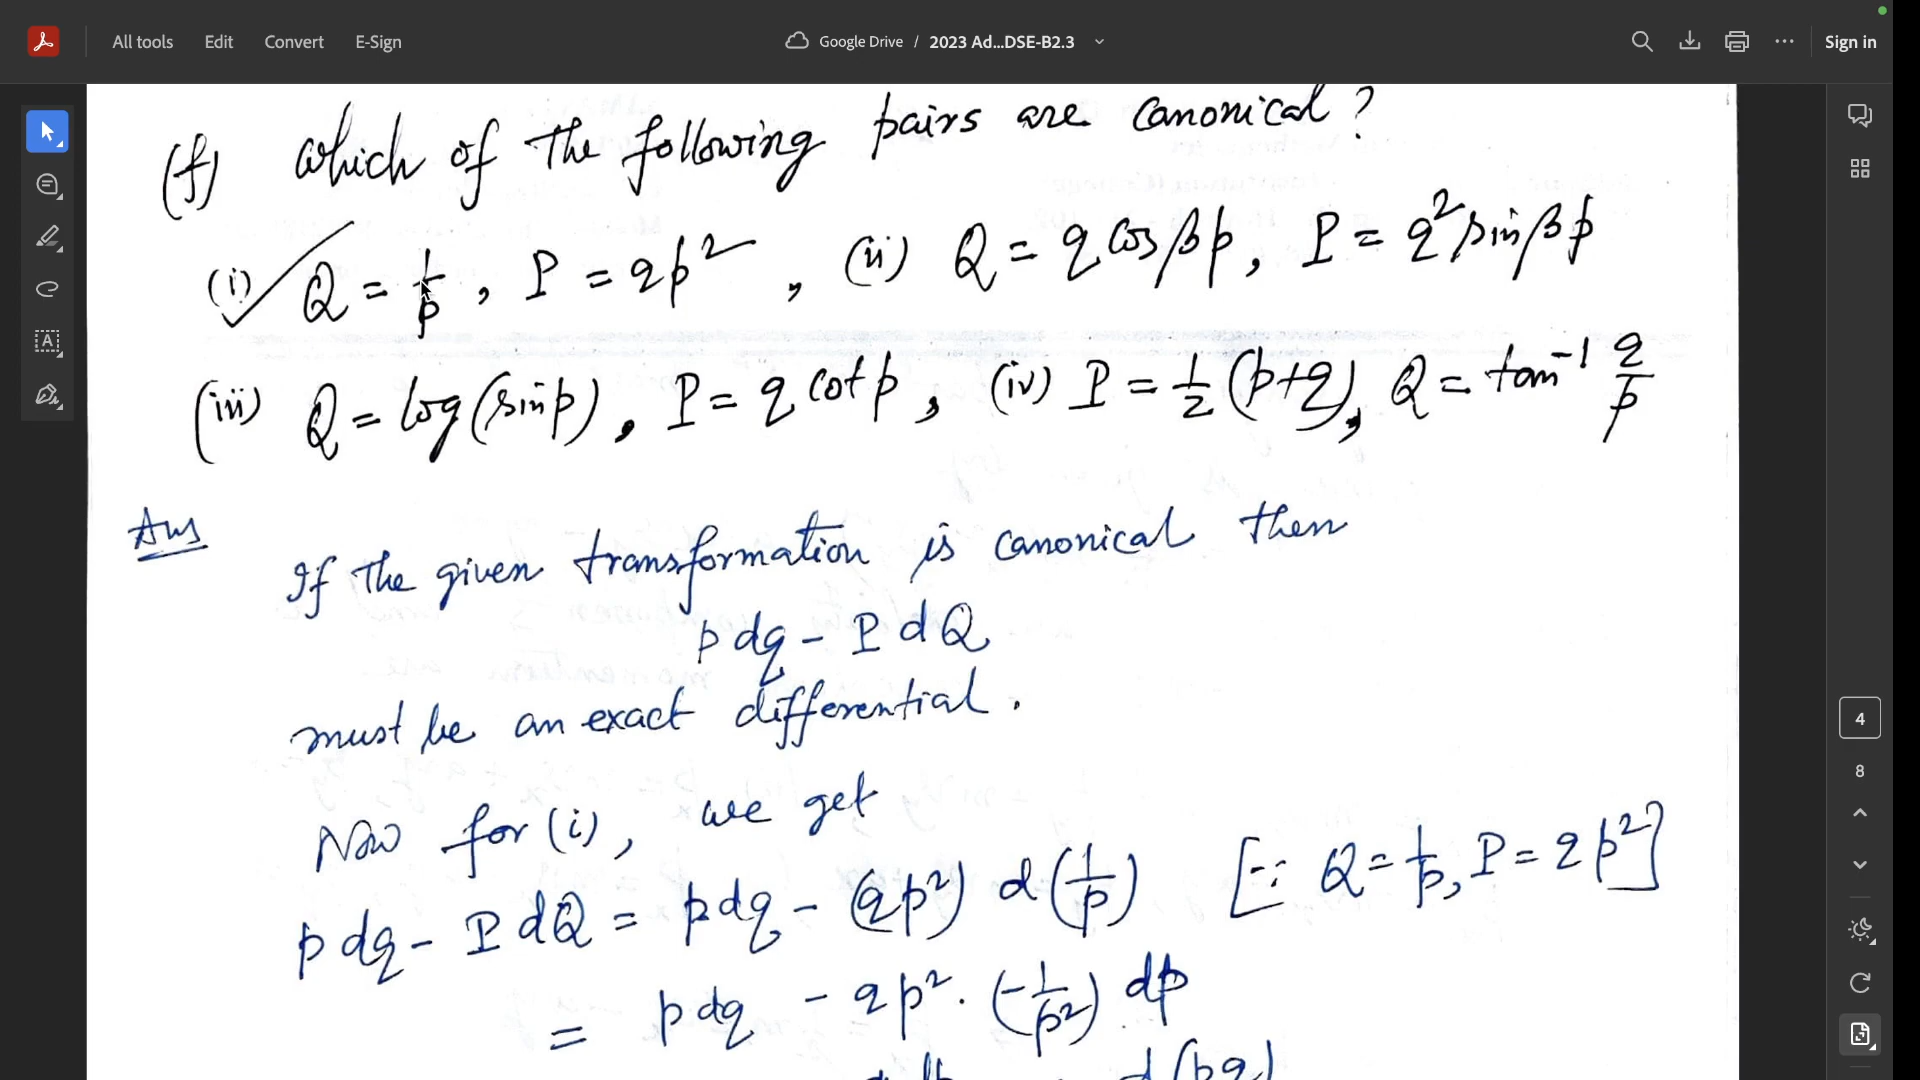 All tools Edit Convert E-Sign Google Drive / 2023 Ad...DSE-B2.3 Sign in
(f) which of the following pairs are canonical?
(i) Q = 1/p, P = qp², (ii) Q = q cos βp, P = q² sin βp
(iii) Q = log(sin p), P = q cot p, (iv) P = 1/2 (p+q), Q = tan⁻¹ q/p
Ans
If the given transformation is canonical then
p dq - P dQ
must be an exact differential.
Now for (i), we get
p dq - P dQ = p dq - (qp²) d(1/p) [∵ Q = 1/p, P = qp²]
= p dq - qp² . (-1/p²) dp
d(pq)
4
8